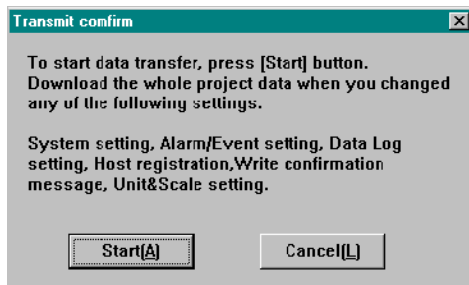 Transmit comfirm
To start data transfer, press [Start] button.
Download the whole project data when you changed
any of the following settings.
System setting, Alarm/Event setting, Data Log
setting, Host registration,Write confirmation
message, Unit&Scale setting.
Start(A) Cancel(L)